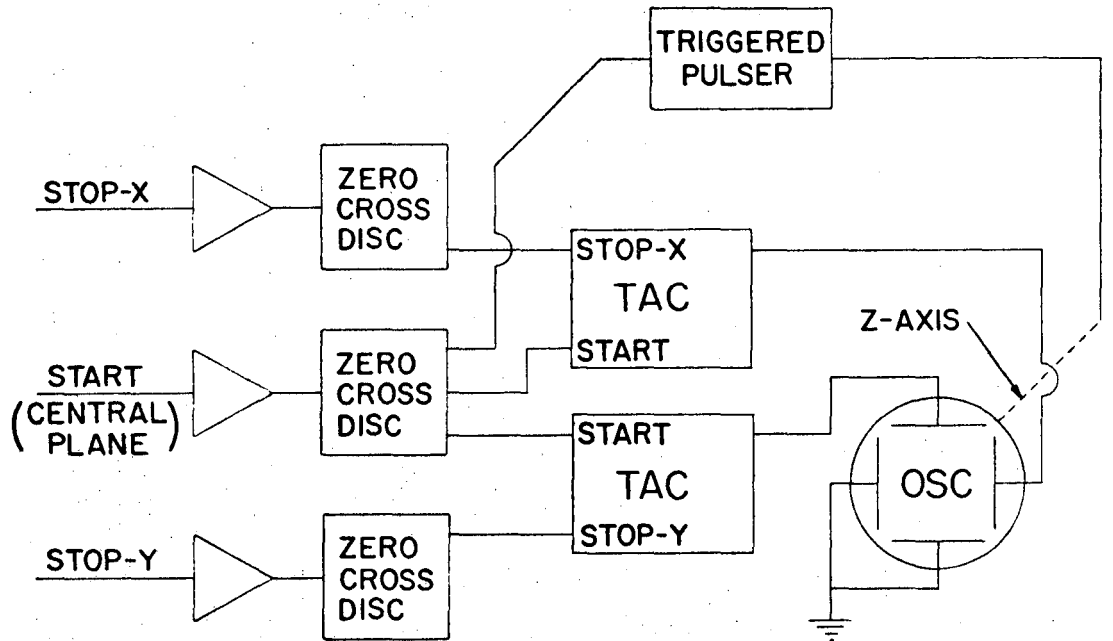 TRIGGERED
PULSER
STOP-X
ZERO
CROSS
DISC
STOP-X
TAC
START
Z-AXIS
START
(CENTRAL
PLANE)
ZERO
CROSS
DISC
START
TAC
STOP-Y
OSC
STOP-Y
ZERO
CROSS
DISC